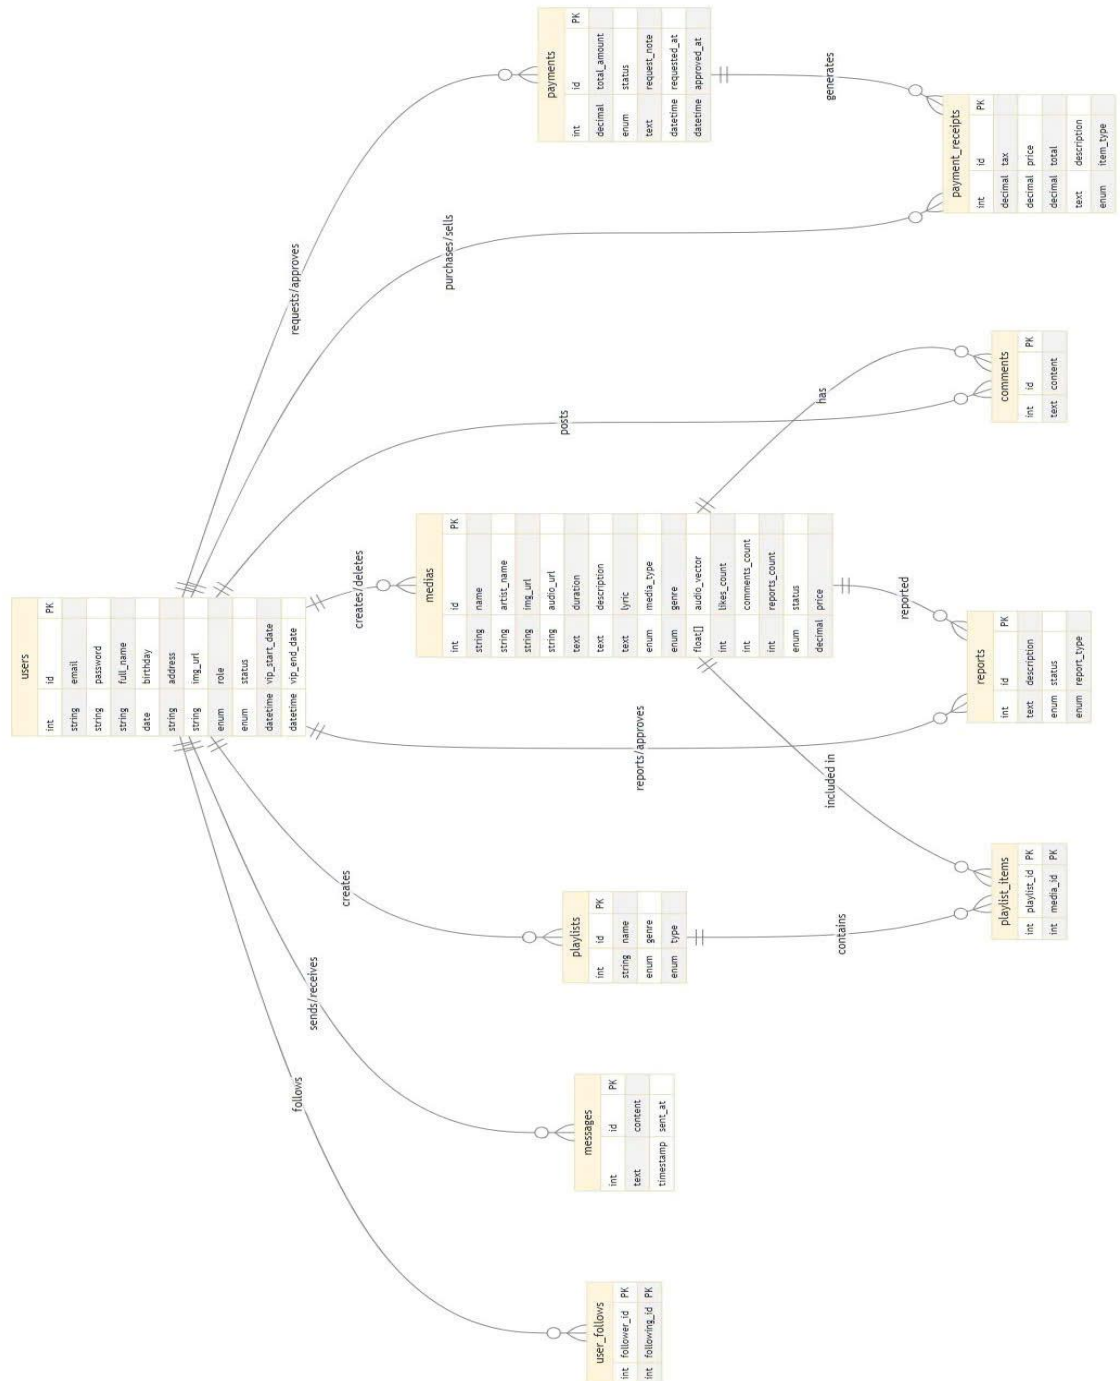 users
int id PK
string email
string password
string full_name
date birthday
string address
string img_url
enum role
enum status
datetime vip_start_date
datetime vip_end_date
follows
sends/receives
creates
reports/approves
creates/deletes
posts
purchases/sells
requests/approves
user_follows
int follower_id PK
int following_id PK
messages
int id PK
text content
timestamp sent_at
playlists
int id PK
string name
enum genre
enum type
medias
int id PK
string name
string artist_name
string img_url
string audio_url
text duration
text description
text lyric
enum media_type
enum genre
float[] audio_vector
int likes_count
int comments_count
int reports_count
enum status
decimal price
payments
int id PK
decimal total_amount
enum status
text request_note
datetime requested_at
datetime approved_at
contains
included in
reported
has
generates
playlist_items
int playlist_id PK
int media_id PK
reports
int id PK
text description
enum status
enum report_type
comments
int id PK
text content
payment_receipts
int id PK
decimal tax
decimal price
decimal total
text description
enum item_type